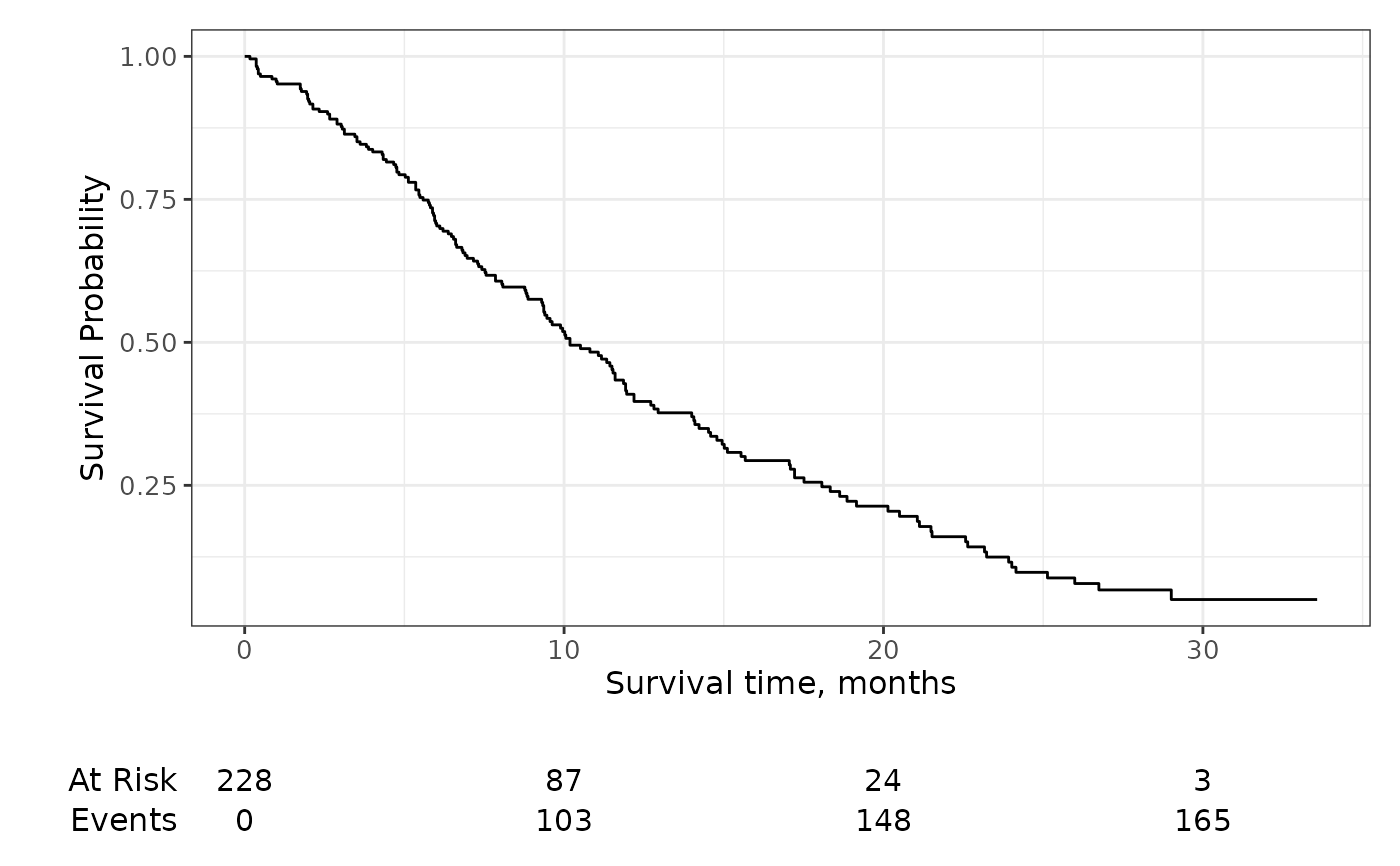 1.00
0.75
0.50
0.25
Survival Probability
0 10 20 30
Survival time, months
At Risk 228 87 24 3
Events 0 103 148 165